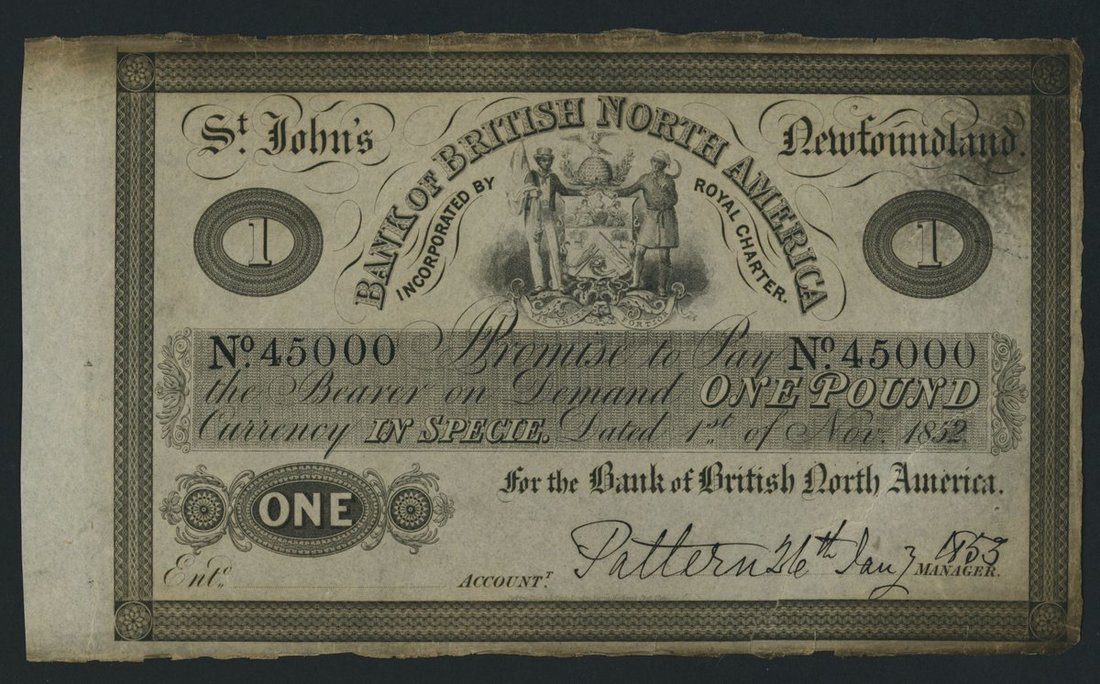 St. John's
Newfoundland.
BANK OF BRITISH NORTH AMERICA
INCORPORATED BY ROYAL CHARTER.
1
1
No. 45000 Promise to Pay No. 45000
the Bearer on Demand ONE POUND
Currency IN SPECIE. Dated 1st of Nov. 1852
For the Bank of British North America.
ONE
Pattern 26th Jany 1853
Entd. ACCOUNTT. MANAGER.